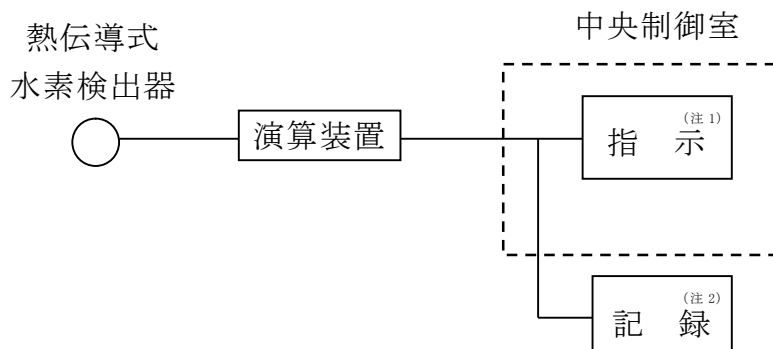 熱伝導式
水素検出器
演算装置
中央制御室
指 示 (注1)
記 録 (注2)